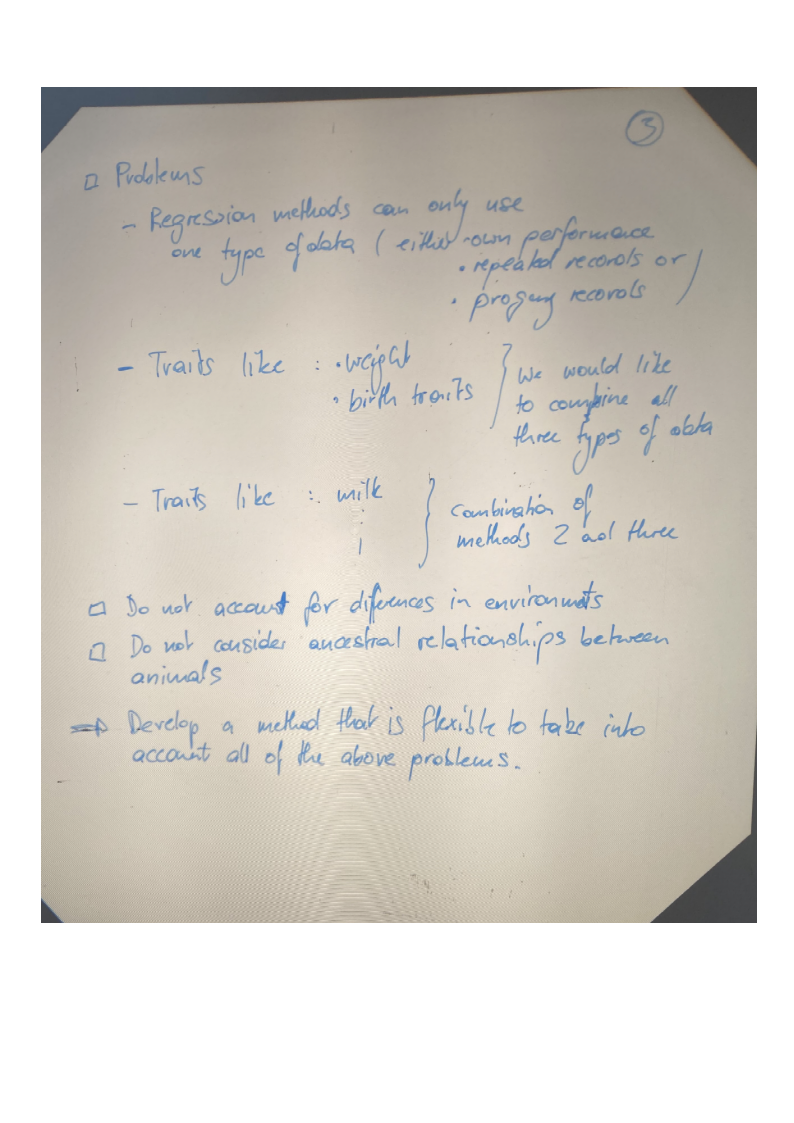 3
□ Problems
- Regression methods can only use
one type of data ( either · own performance
· repeated records or
· progeny records )
- Traits like : · weight
· birth traits
} We would like
to combine all
three types of data
- Traits like : milk
} Combination of
methods 2 ad three
□ Do not account for diferences in environmets
□ Do not consider ancestral relationships between
animals
⇒ Develop a method that is flexible to take into
account all of the above problems.